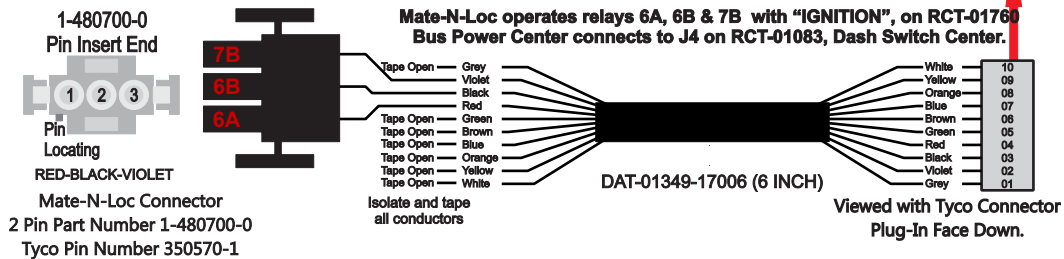 1-480700-0
Pin Insert End
1 2 3
Pin
Locating
RED-BLACK-VIOLET
Mate-N-Loc Connector
2 Pin Part Number 1-480700-0
Tyco Pin Number 350570-1
7B
6B
6A
Mate-N-Loc operates relays 6A, 6B & 7B with “IGNITION”, on RCT-01760
Bus Power Center connects to J4 on RCT-01083, Dash Switch Center.
Tape Open Grey
Violet
Black
Red
Tape Open Green
Tape Open Brown
Tape Open Blue
Tape Open Orange
Tape Open Yellow
Tape Open White
Isolate and tape
all conductors
DAT-01349-17006 (6 INCH)
White 10
Yellow 09
Orange 08
Blue 07
Brown 06
Green 05
Red 04
Black 03
Violet 02
Grey 01
Viewed with Tyco Connector
Plug-In Face Down.